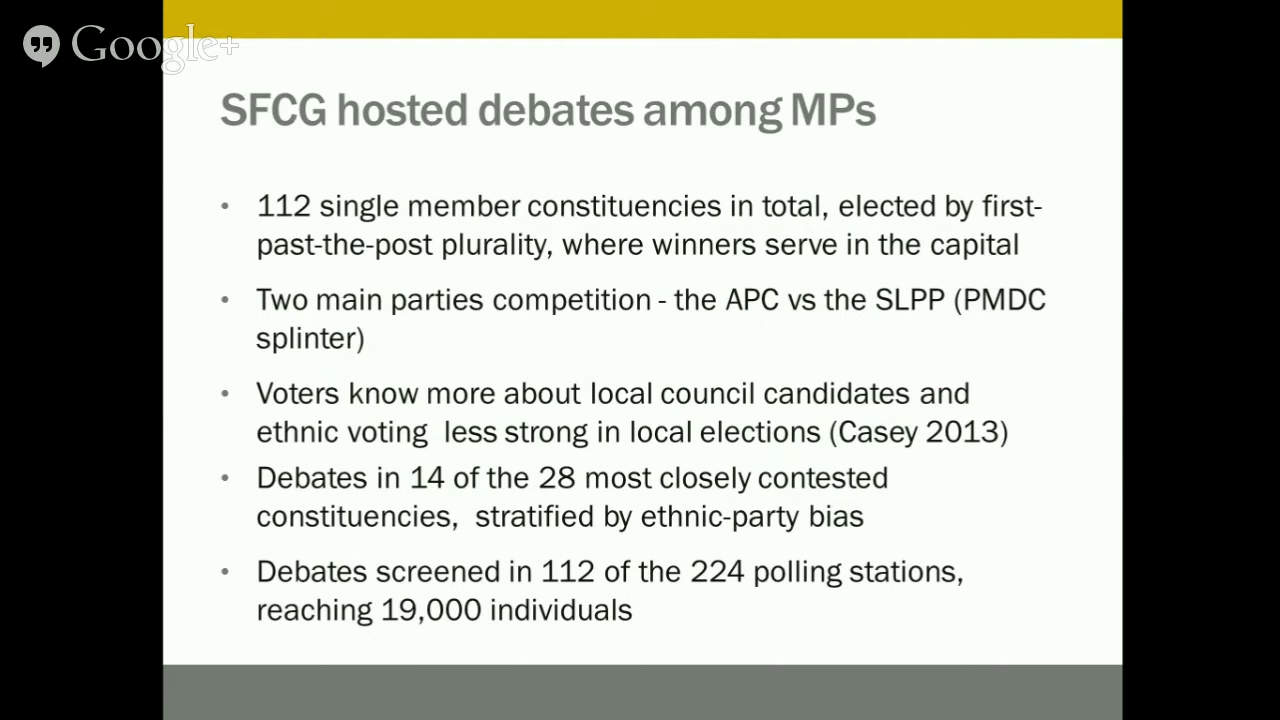 Google+
SFCG hosted debates among MPs
• 112 single member constituencies in total, elected by first-
past-the-post plurality, where winners serve in the capital
• Two main parties competition - the APC vs the SLPP (PMDC
splinter)
• Voters know more about local council candidates and
ethnic voting less strong in local elections (Casey 2013)
• Debates in 14 of the 28 most closely contested
constituencies, stratified by ethnic-party bias
• Debates screened in 112 of the 224 polling stations,
reaching 19,000 individuals